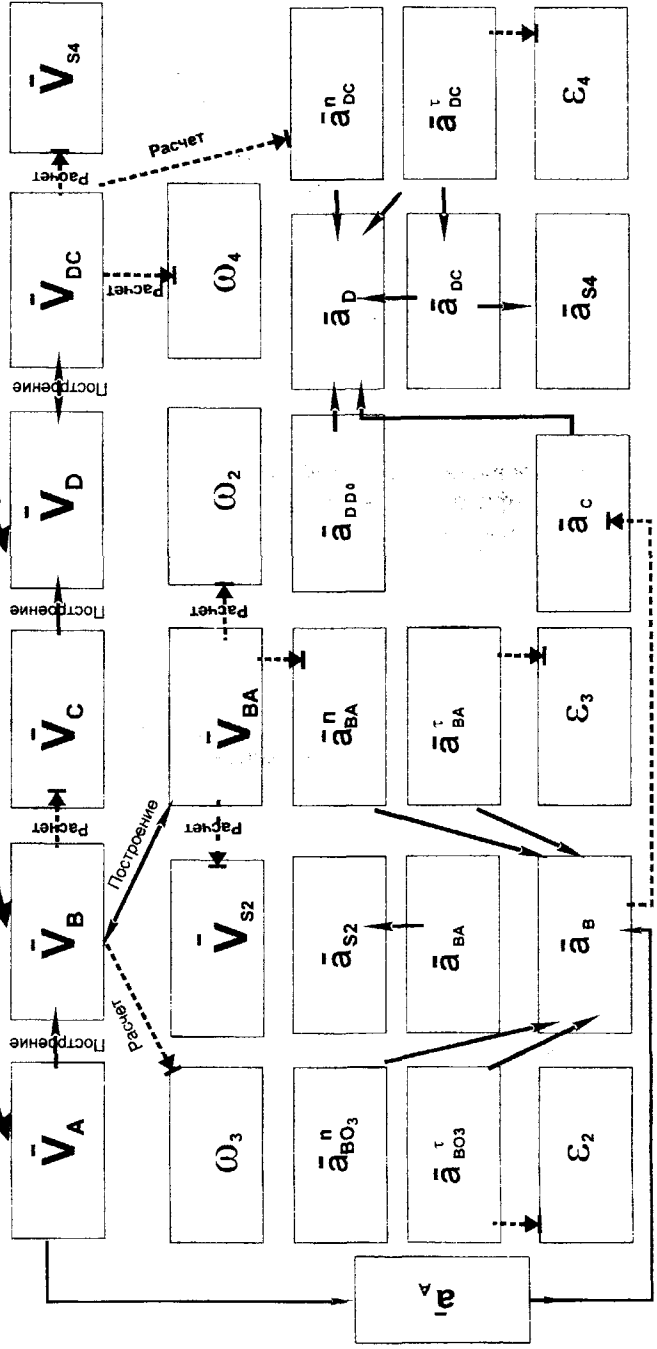 V̄A
Построение
V̄B
Расчет
V̄C
Построение
V̄D
Построение
V̄DC
Расчет
V̄S4
Расчет
Построение
Расчет
Расчет
Расчет
Расчет
ω3
V̄S2
V̄BA
ω2
ω4
āⁿBO3
āS2
āⁿBA
āDD⁰
āD
āⁿDC
āA
āᵗBO3
āBA
āᵗBA
āDC
āᵗDC
ε2
āB
ε3
āC
āS4
ε4